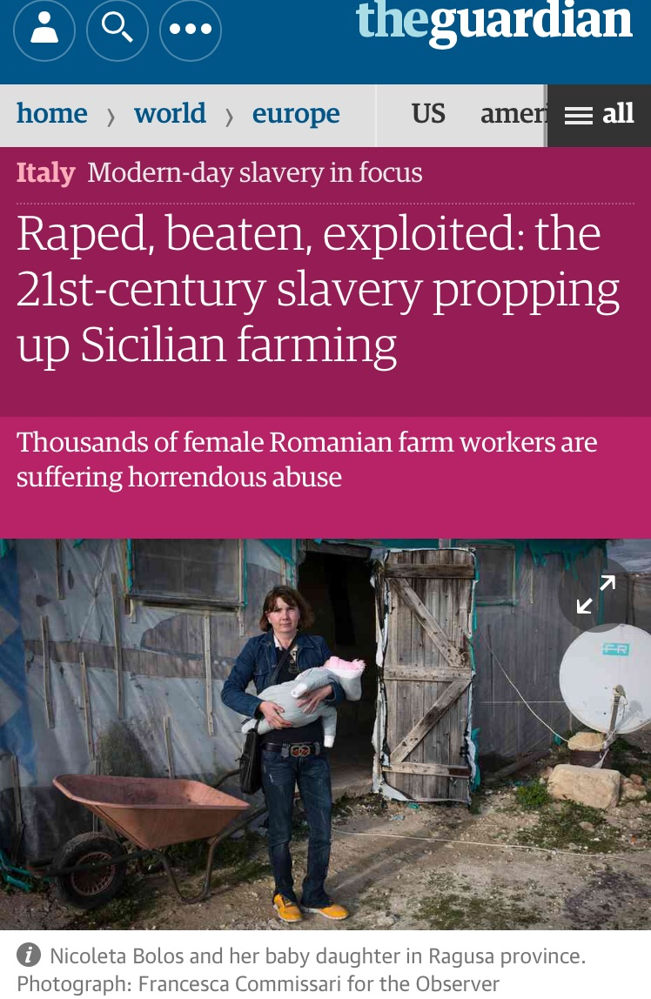 theguardian
home › world › europe US ameri all
Italy Modern-day slavery in focus
Raped, beaten, exploited: the
21st-century slavery propping
up Sicilian farming
Thousands of female Romanian farm workers are
suffering horrendous abuse
FR
Nicoleta Bolos and her baby daughter in Ragusa province.
Photograph: Francesca Commissari for the Observer